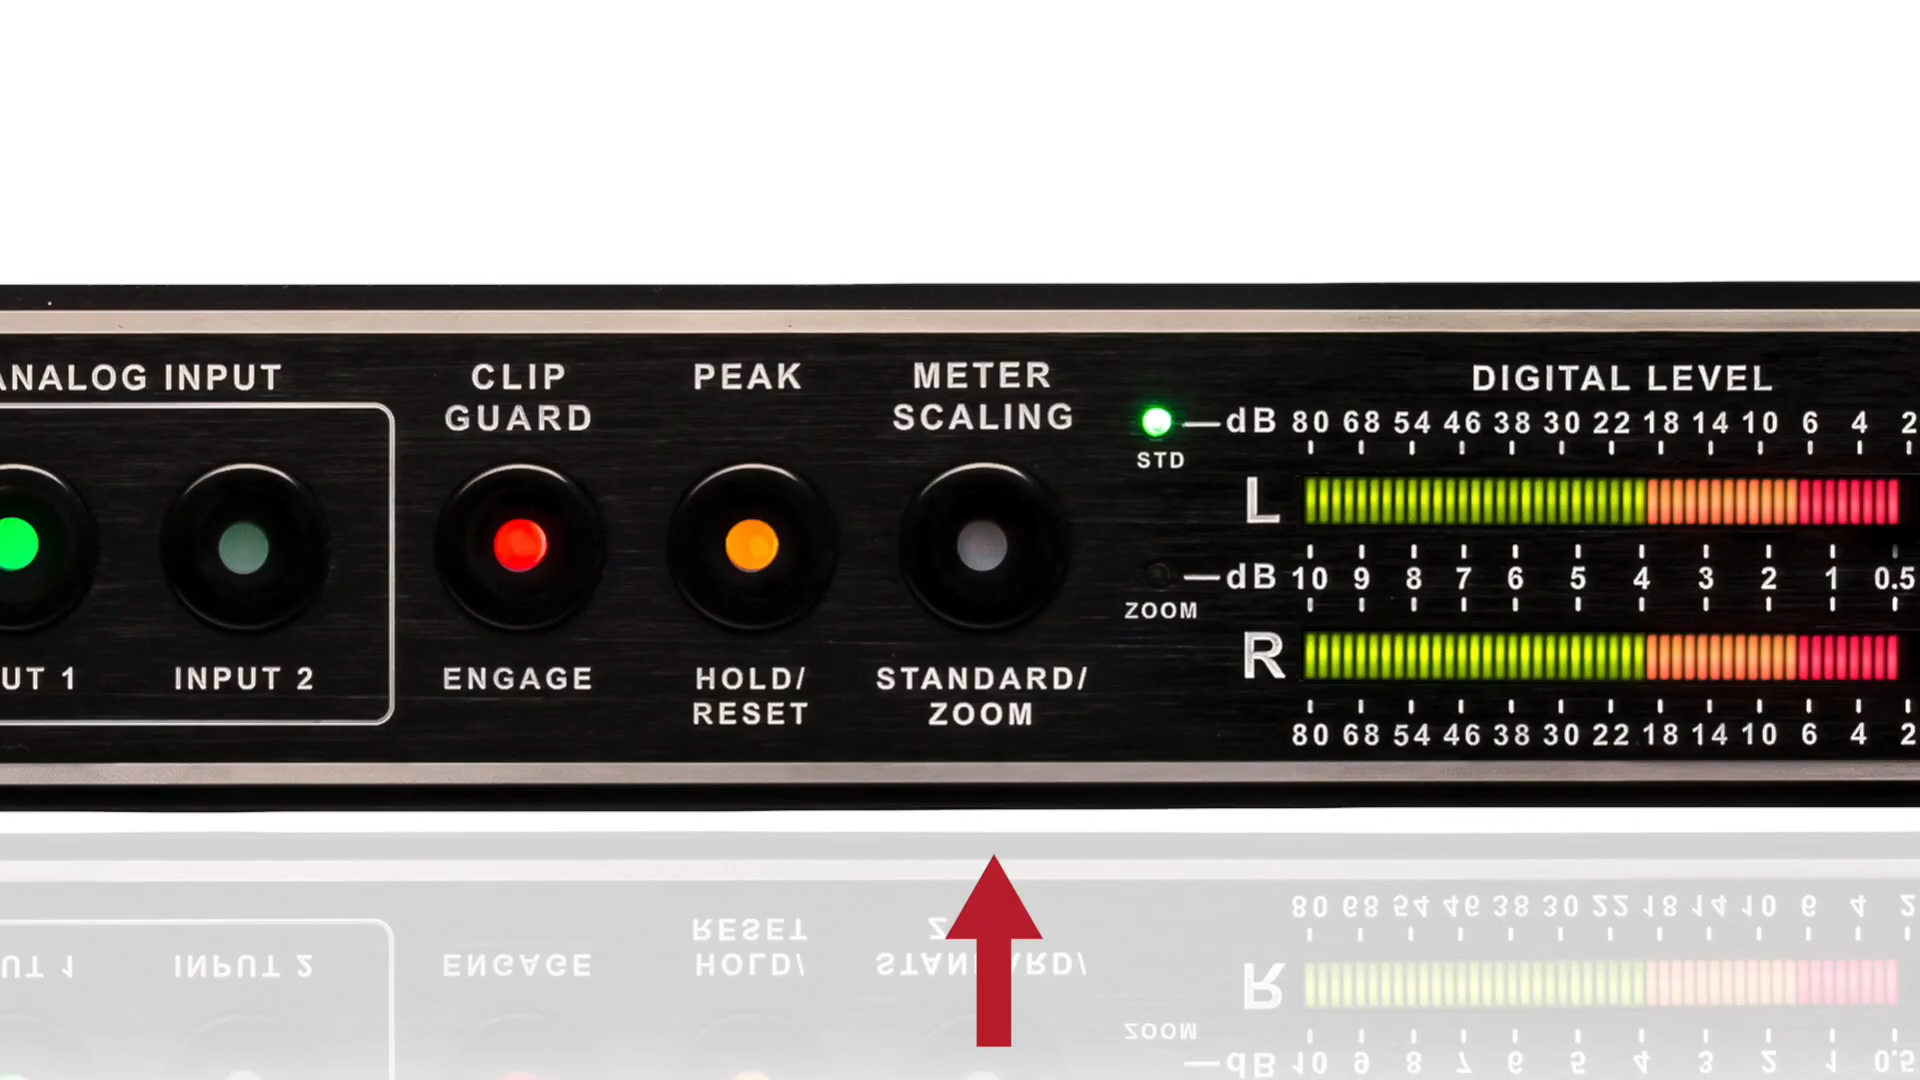 ANALOG INPUT
CLIP
GUARD
PEAK
METER
SCALING
DIGITAL LEVEL
STD
dB 80 68 54 46 38 30 22 18 14 10 6 4 2
L
ZOOM
dB 10 9 8 7 6 5 4 3 2 1 0.5
R
80 68 54 46 38 30 22 18 14 10 6 4 2
UT 1
INPUT 2
ENGAGE
HOLD/
RESET
STANDARD/
ZOOM